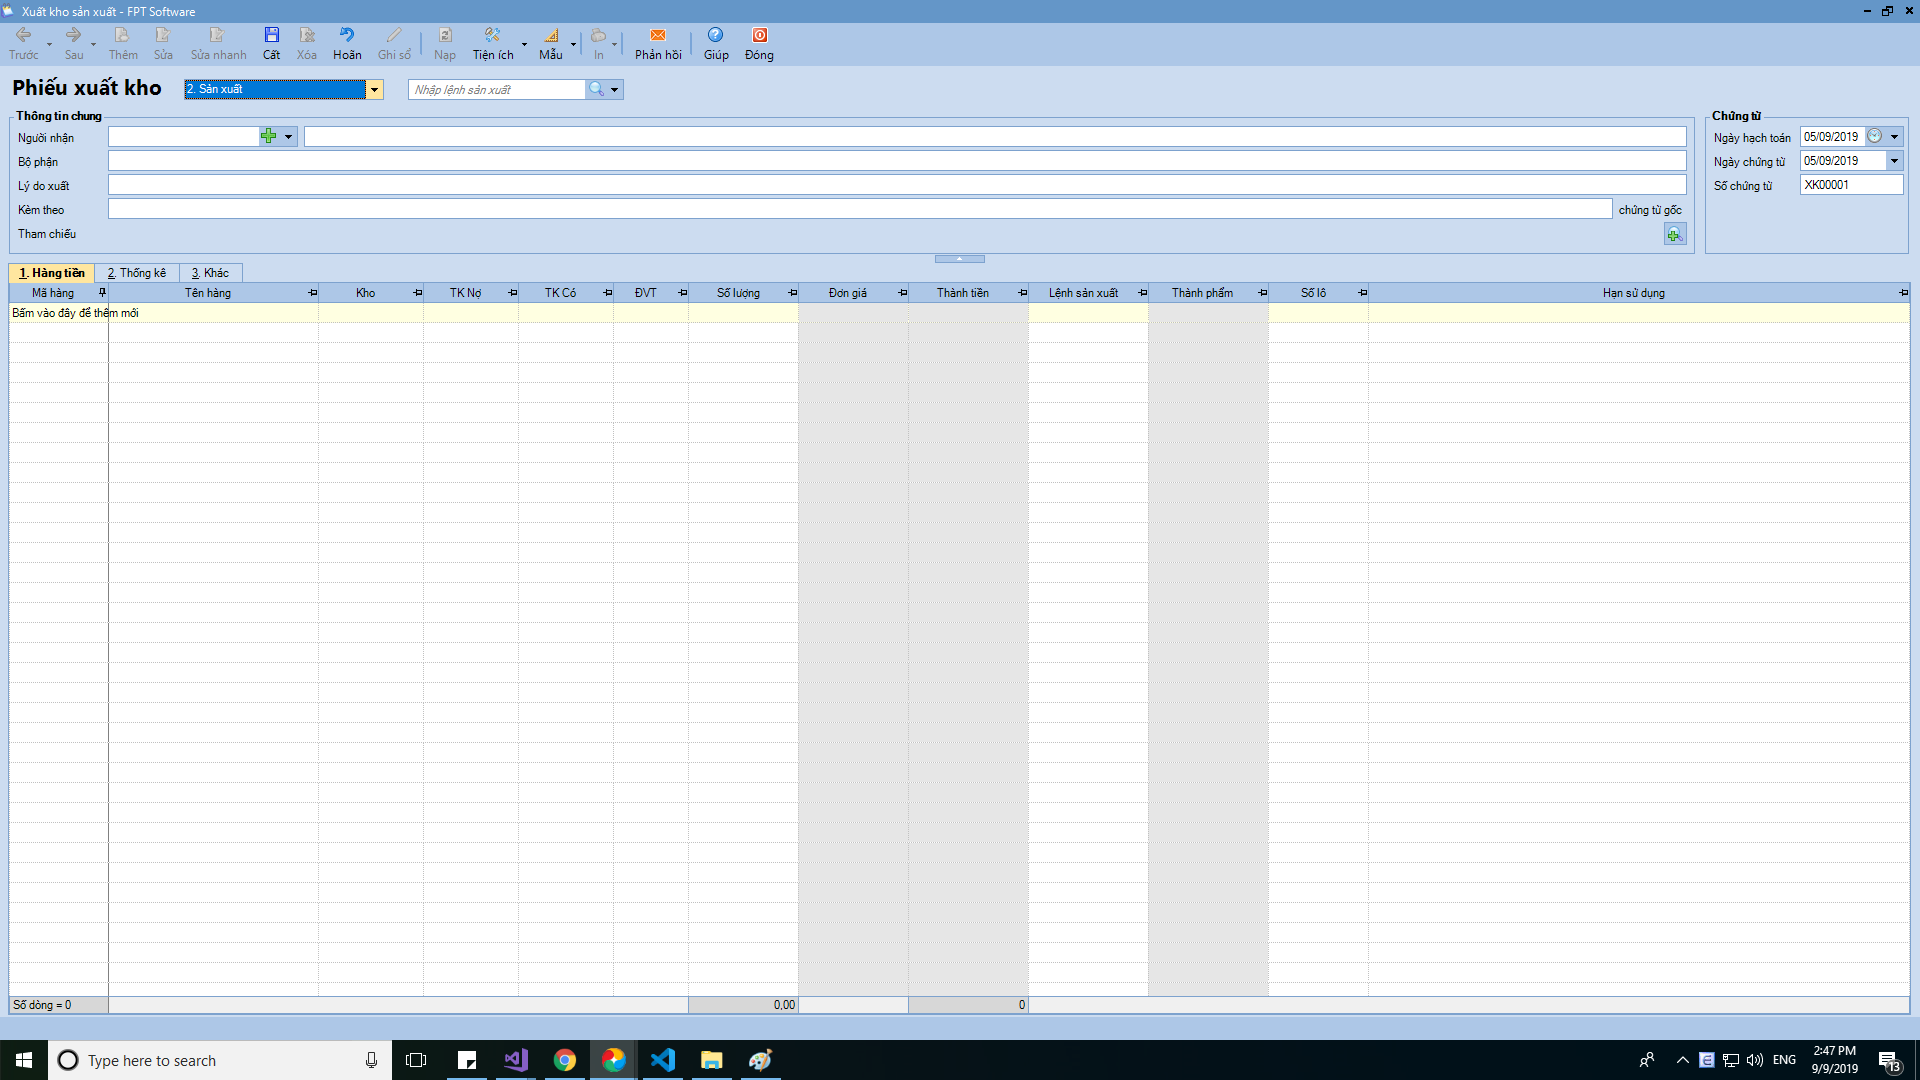 Xuất kho sản xuất - FPT Software
Trước Sau Thêm Sửa Sửa nhanh Cất Xóa Hoãn Ghi sổ Nạp Tiện ích Mẫu In Phản hồi Giúp Đóng
Phiếu xuất kho 2. Sản xuất Nhập lệnh sản xuất
Thông tin chung
Người nhận
Bộ phận
Lý do xuất
Kèm theo chứng từ gốc
Tham chiếu
Chứng từ
Ngày hạch toán 05/09/2019
Ngày chứng từ 05/09/2019
Số chứng từ XK00001
1. Hàng tiền 2. Thống kê 3. Khác
Mã hàng Tên hàng Kho TK Nợ TK Có ĐVT Số lượng Đơn giá Thành tiền Lệnh sản xuất Thành phẩm Số lô Hạn sử dụng
Bấm vào đây để thêm mới
Số dòng = 0 0,00 0
Type here to search ENG 2:47 PM
9/9/2019 13